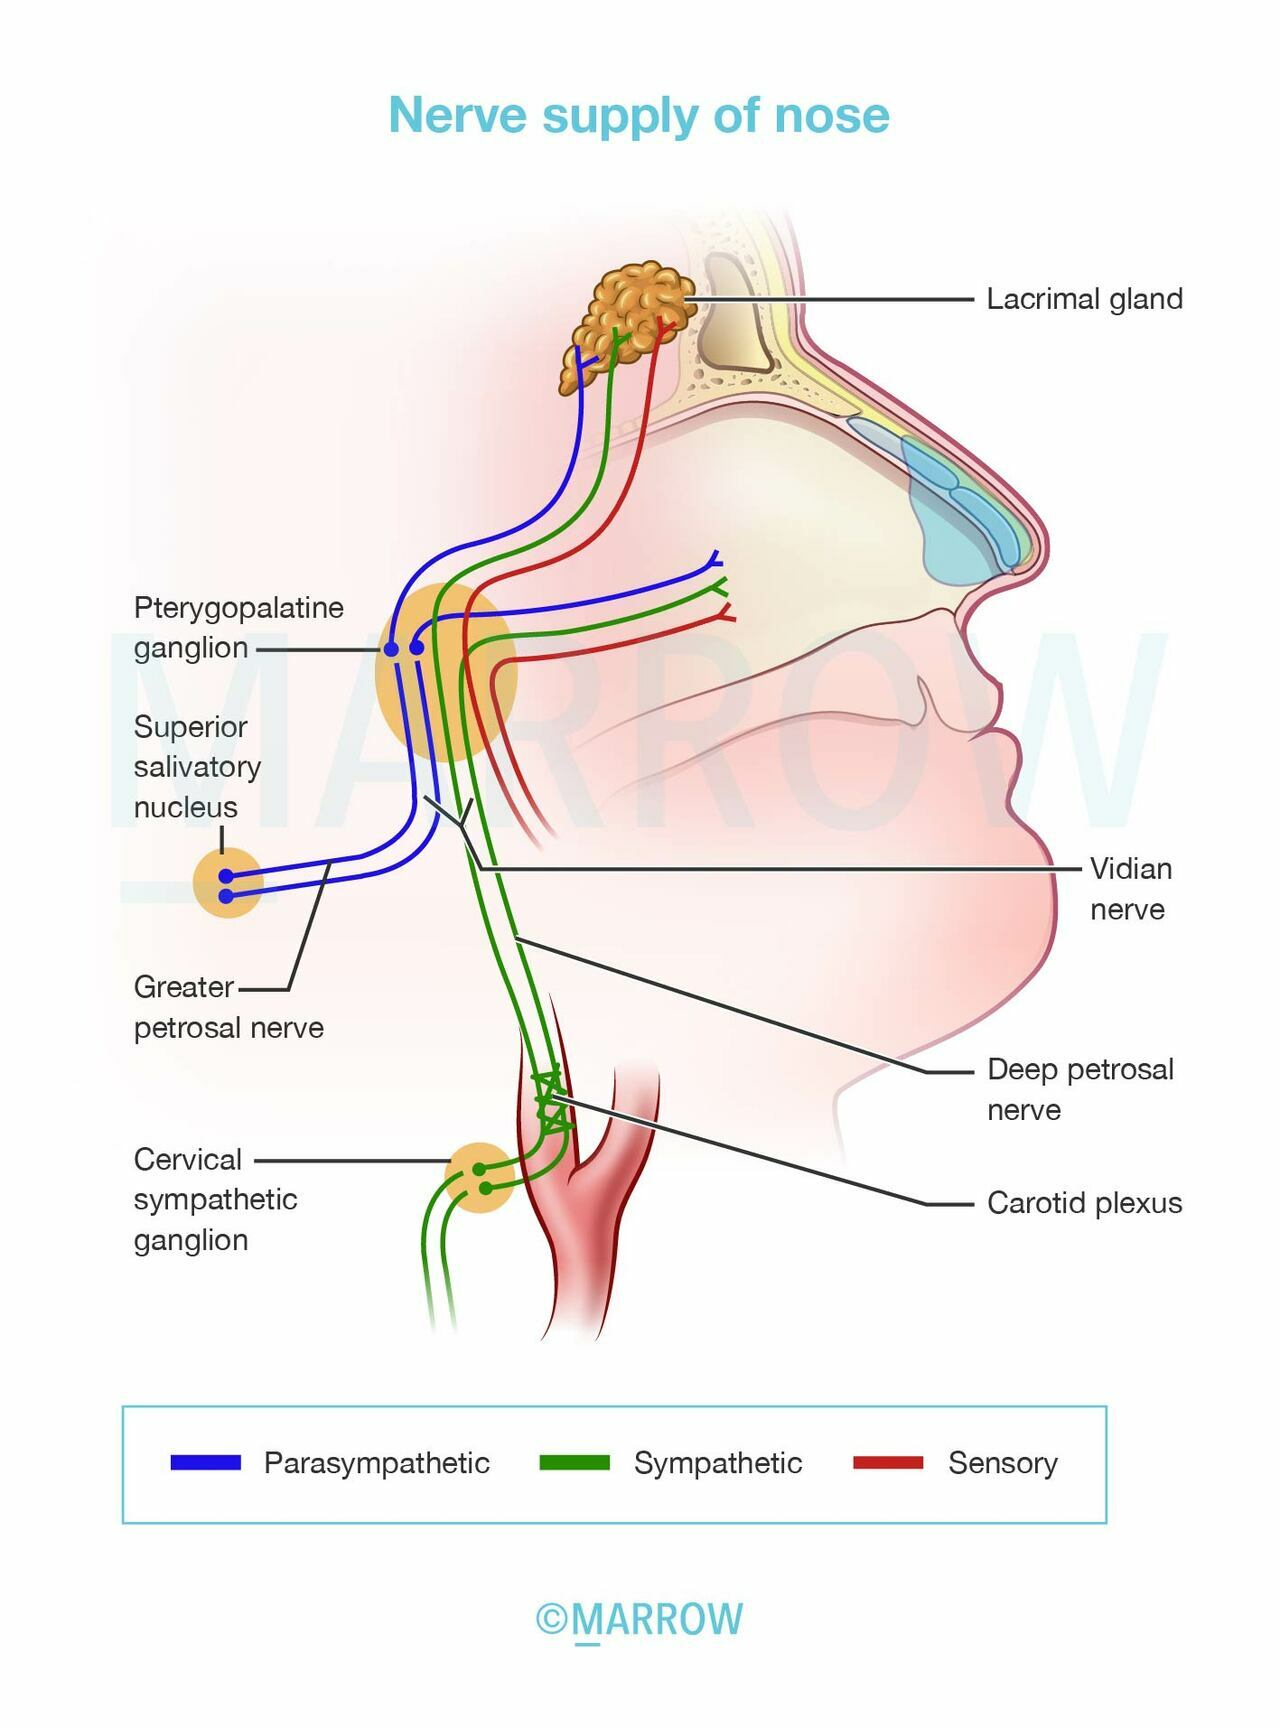 Nerve supply of nose
Lacrimal gland
Pterygopalatine
ganglion
Superior
salivatory
nucleus
MARROW
Vidian
nerve
Greater
petrosal nerve
Deep petrosal
nerve
Cervical
sympathetic
ganglion
Carotid plexus
Parasympathetic Sympathetic Sensory
©MARROW